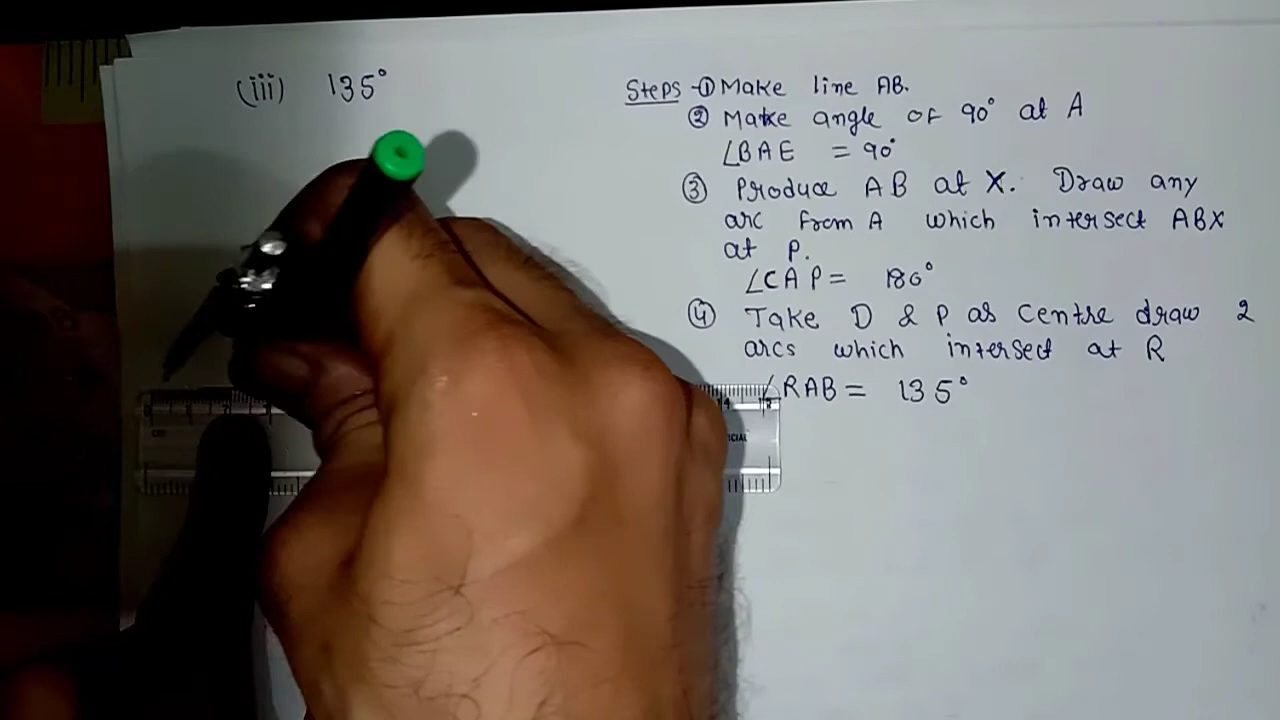 (iii) 135°
Steps -① Make line AB.
② Make angle of 90° at A
∠BAE = 90°
③ Produce AB at X. Draw any
arc from A which intersect ABX
at P.
∠CAP = 180°
④ Take D & P as centre draw 2
arcs which intersect at R
∠RAB = 135°